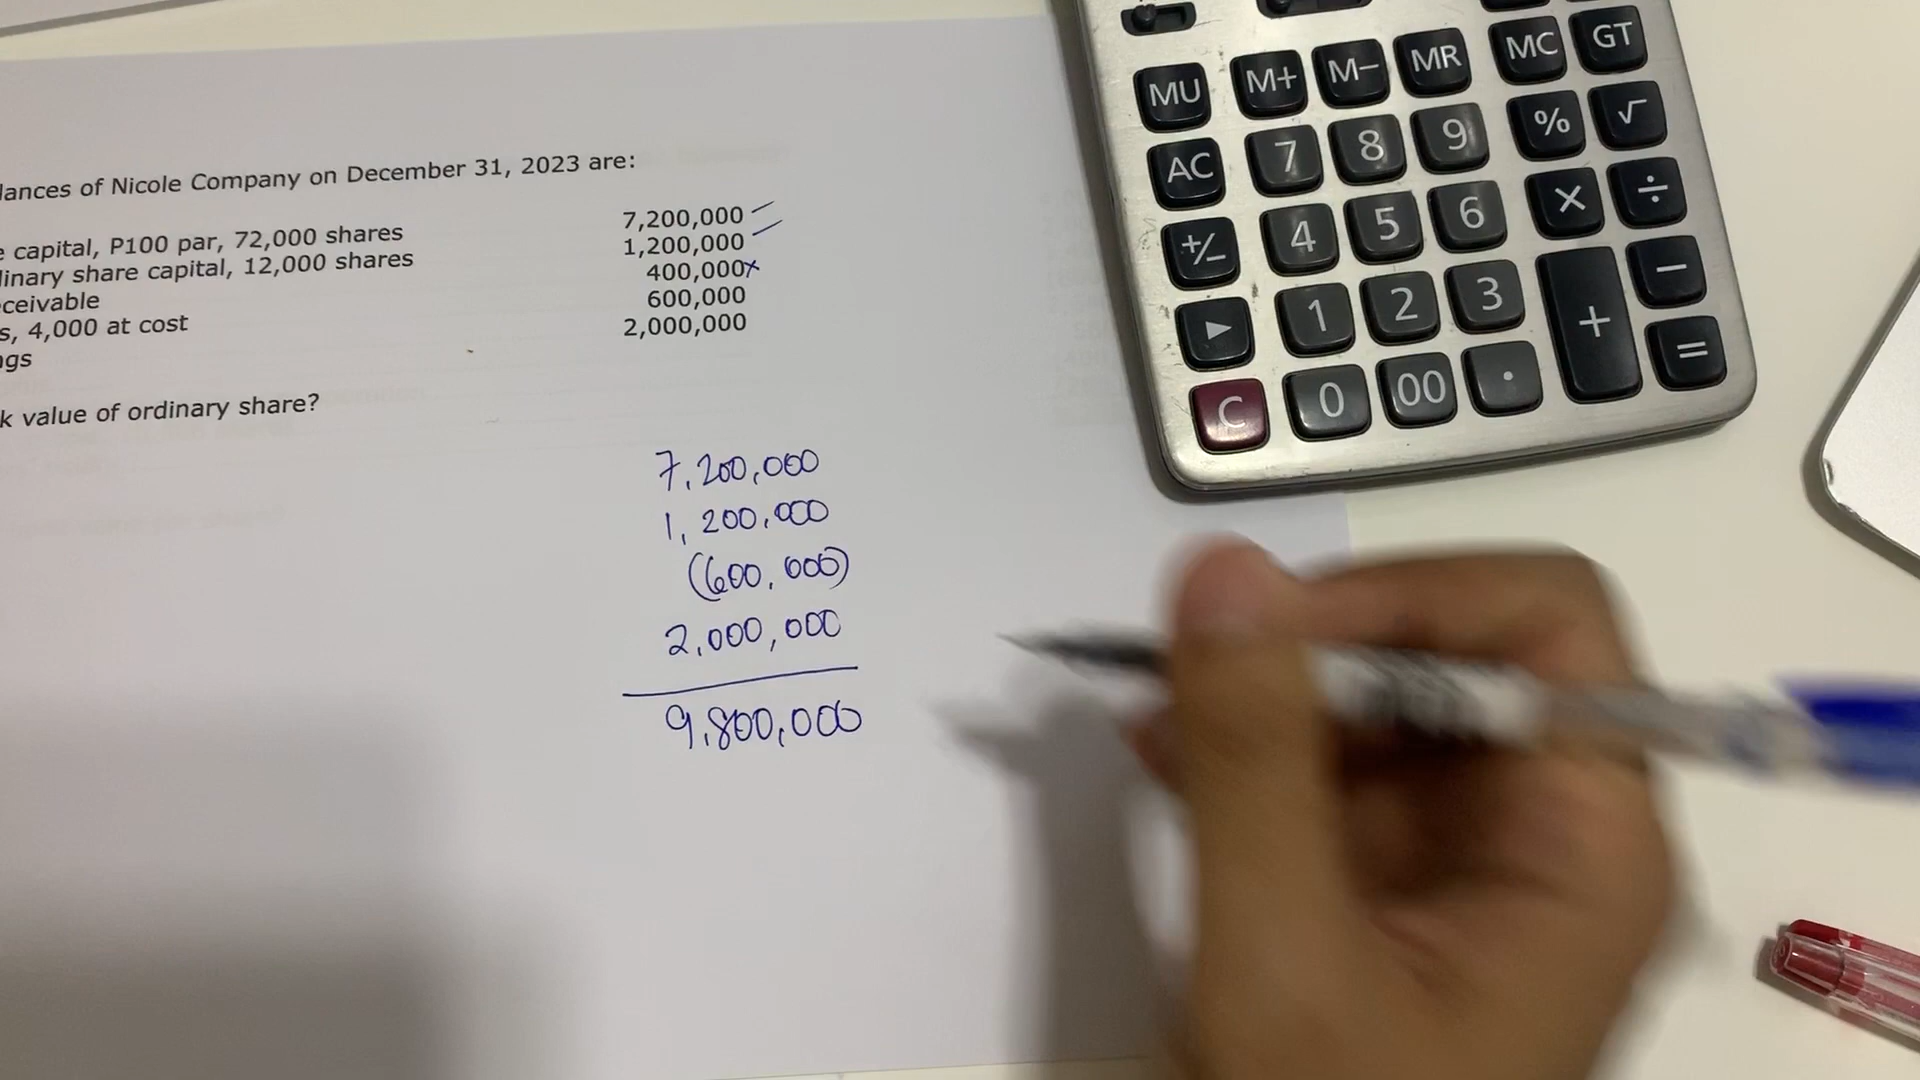 lances of Nicole Company on December 31, 2023 are:
e capital, P100 par, 72,000 shares 7,200,000
linary share capital, 12,000 shares 1,200,000
ceivable 400,000x
s, 4,000 at cost 600,000
ngs 2,000,000
k value of ordinary share?
7,200,000
1,200,000
(600,000)
2,000,000
9,800,000
MU M+ M− MR MC GT
AC 7 8 9 % √
+/− 4 5 6 × ÷
▶ 1 2 3 + −
C 0 00 · =